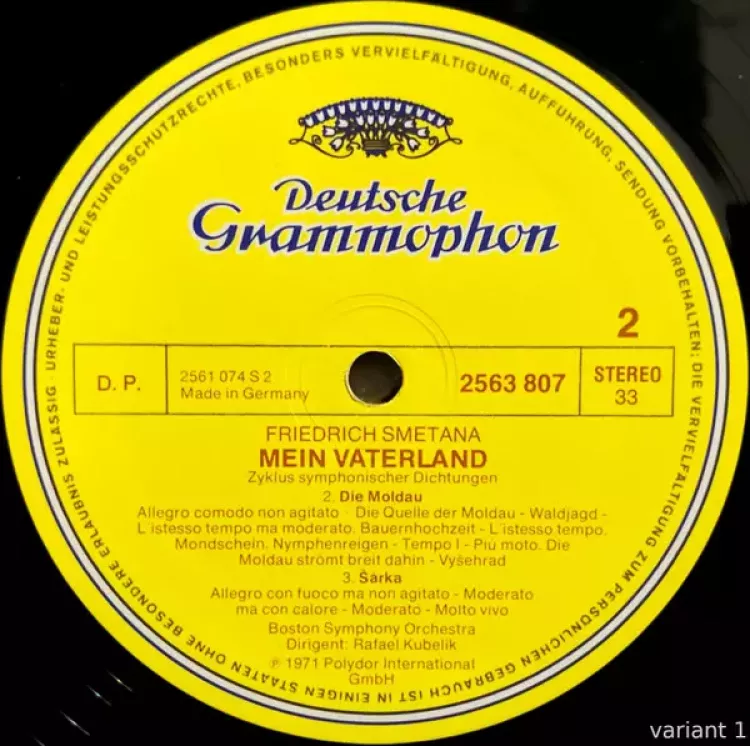 URHEBER- UND LEISTUNGSSCHUTZRECHTE, BESONDERS VERVIELFÄLTIGUNG, AUFFÜHRUNG, SENDUNG VORBEHALTEN; DIE VERVIELFÄLTIGUNG ZUM PERSÖNLICHEN GEBRAUCH IST IN EINIGEN STAATEN OHNE BESONDERE ERLAUBNIS ZULÄSSIG -
Deutsche
Grammophon
2
D. P.
2561 074 S 2
Made in Germany
2563 807
STEREO
33
FRIEDRICH SMETANA
MEIN VATERLAND
Zyklus symphonischer Dichtungen
2. Die Moldau
Allegro comodo non agitato - Die Quelle der Moldau - Waldjagd -
L´istesso tempo ma moderato. Bauernhochzeit - L´istesso tempo.
Mondschein. Nymphenreigen - Tempo I - Più moto. Die
Moldau strömt breit dahin - Vyšehrad
3. Šárka
Allegro con fuoco ma non agitato - Moderato
ma con calore - Moderato - Molto vivo
Boston Symphony Orchestra
Dirigent: Rafael Kubelik
℗ 1971 Polydor International
GmbH
variant 1